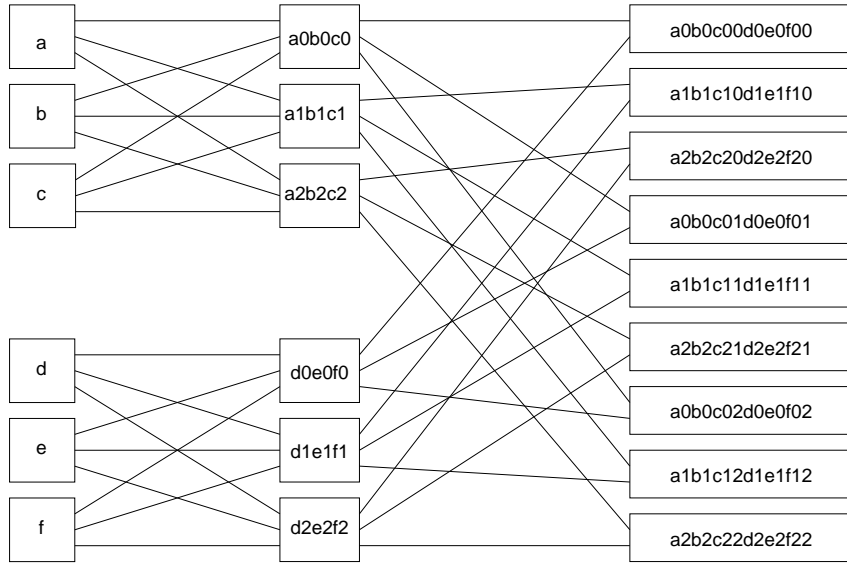 a
b
c
d
e
f
a0b0c0
a1b1c1
a2b2c2
d0e0f0
d1e1f1
d2e2f2
a0b0c00d0e0f00
a1b1c10d1e1f10
a2b2c20d2e2f20
a0b0c01d0e0f01
a1b1c11d1e1f11
a2b2c21d2e2f21
a0b0c02d0e0f02
a1b1c12d1e1f12
a2b2c22d2e2f22